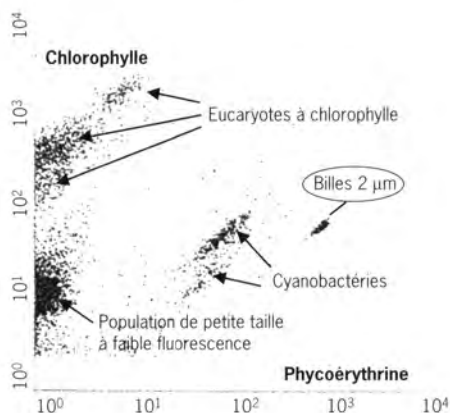 10⁴
Chlorophylle
10³
Eucaryotes à chlorophylle
10²
Billes 2 µm
10¹
Cyanobactéries
Population de petite taille
à faible fluorescence
10⁰
Phycoérythrine
10⁰ 10¹ 10² 10³ 10⁴